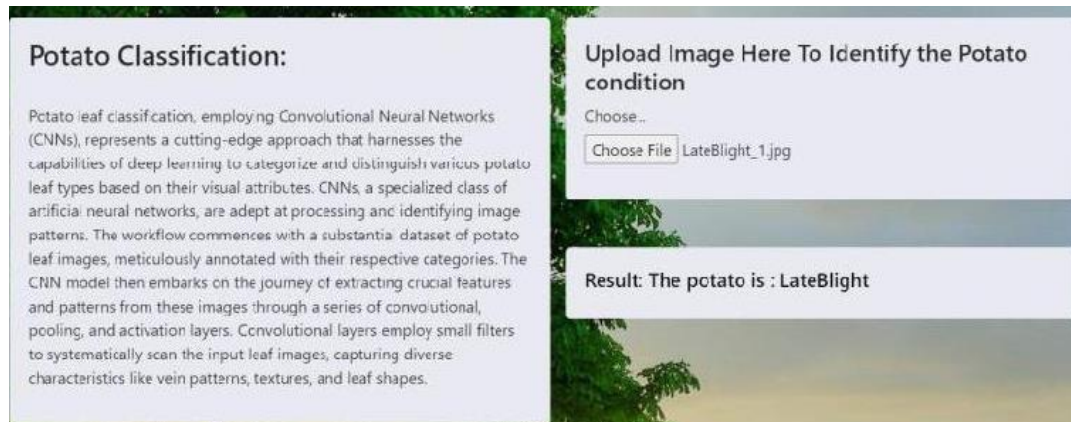 Potato Classification:
Potato leaf classification, employing Convolutional Neural Networks
(CNNs), represents a cutting-edge approach that harnesses the
capabilities of deep learning to categorize and distinguish various potato
leaf types based on their visual attributes. CNNs, a specialized class of
artificial neural networks, are adept at processing and identifying image
patterns. The workflow commences with a substantial dataset of potato
leaf images, meticulously annotated with their respective categories. The
CNN model then embarks on the journey of extracting crucial features
and patterns from these images through a series of convolutional,
pooling, and activation layers. Convolutional layers employ small filters
to systematically scan the input leaf images, capturing diverse
characteristics like vein patterns, textures, and leaf shapes.
Upload Image Here To Identify the Potato
condition
Choose...
Choose File LateBlight_1.jpg
Result: The potato is : LateBlight